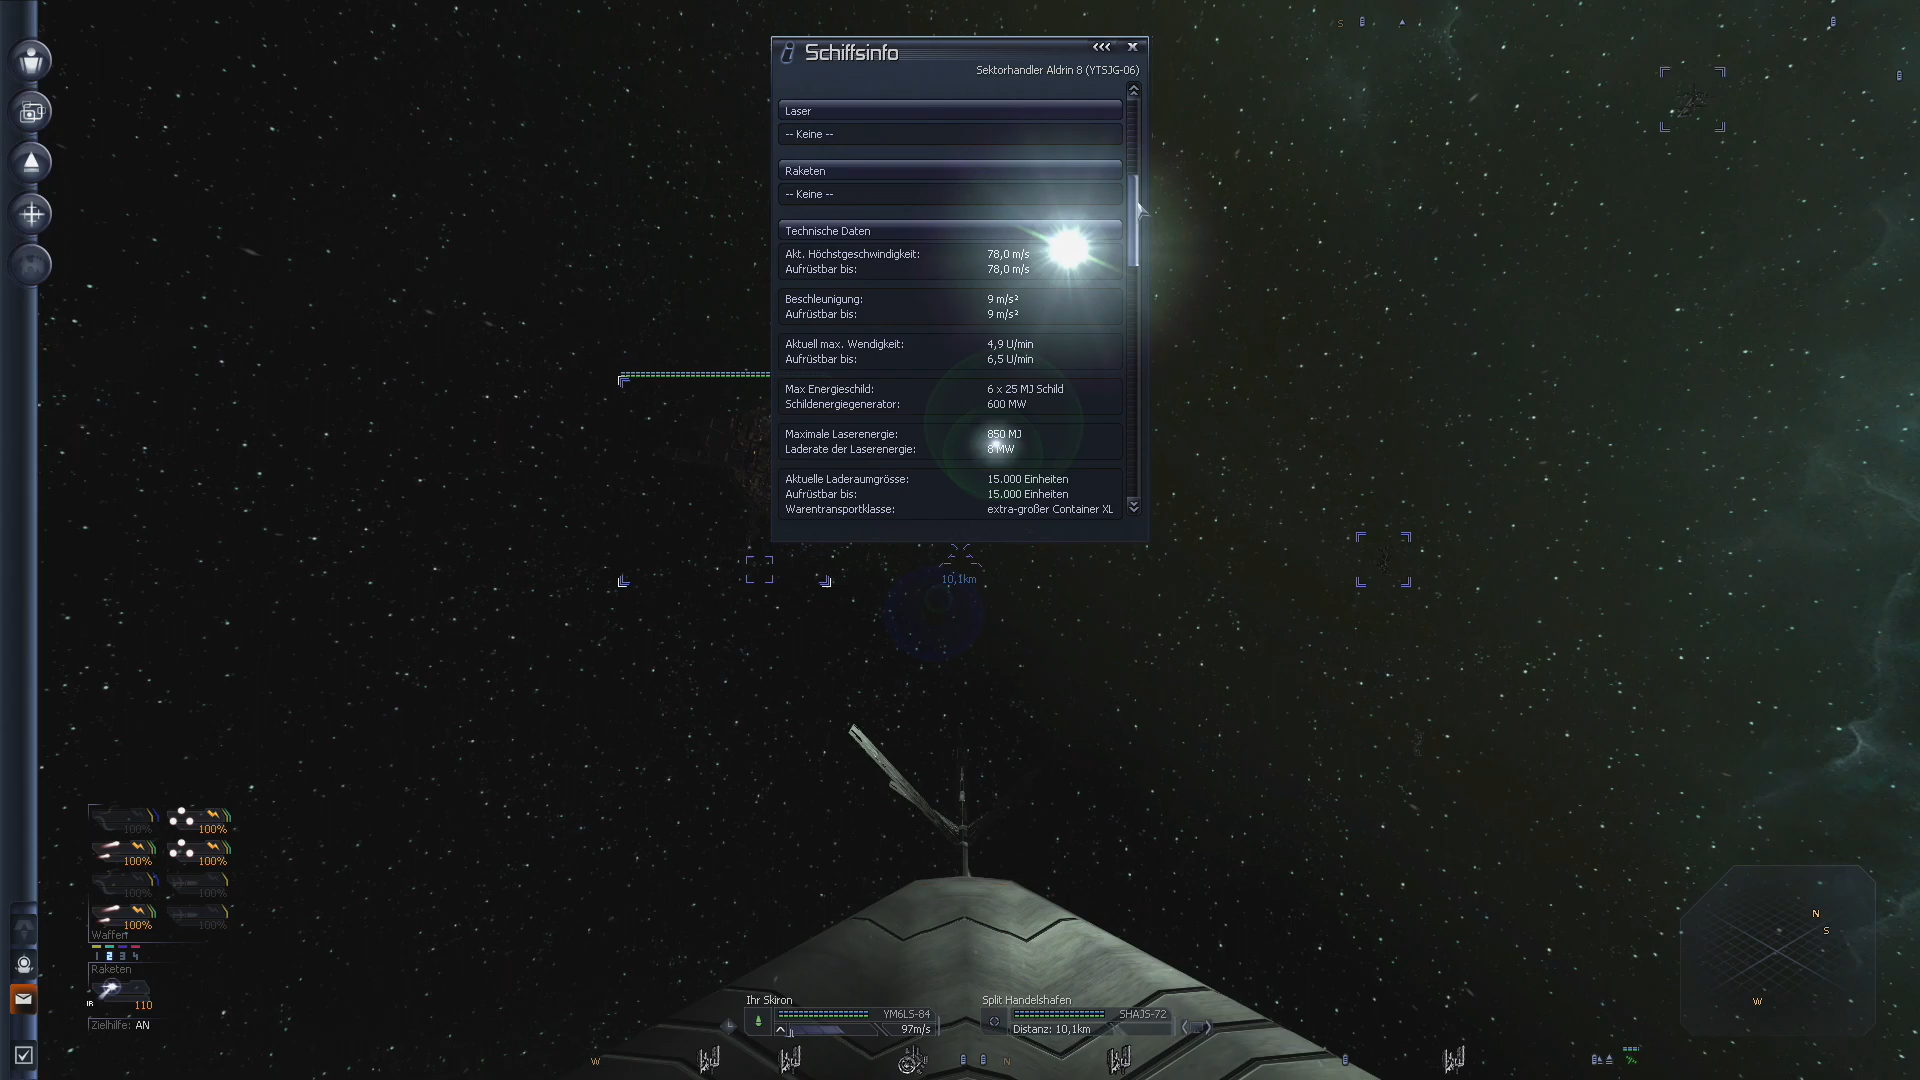 Schiffsinfo
Sektorhandler Aldrin 8 (YTSJG-06)
Laser
-- Keine --
Raketen
-- Keine --
Technische Daten
Akt. Höchstgeschwindigkeit: 78,0 m/s
Aufrüstbar bis: 78,0 m/s
Beschleunigung: 9 m/s²
Aufrüstbar bis: 9 m/s²
Aktuell max. Wendigkeit: 4,9 U/min
Aufrüstbar bis: 6,5 U/min
Max Energieschild: 6 x 25 MJ Schild
Schildenergiegenerator: 600 MW
Maximale Laserenergie: 850 MJ
Laderate der Laserenergie: 8 MW
Aktuelle Laderaumgrösse: 15.000 Einheiten
Aufrüstbar bis: 15.000 Einheiten
Warentransportklasse: extra-großer Container XL
S
10,1km
100% 100%
100% 100%
100% 100%
100% 100%
Waffen
1 2 3 4
Raketen
IR 110
Zielhilfe: AN
Ihr Skiron
YM6LS-84
97m/s
Split Handelshafen
SHAJS-72
Distanz: 10,1km
N
S
W
W
N